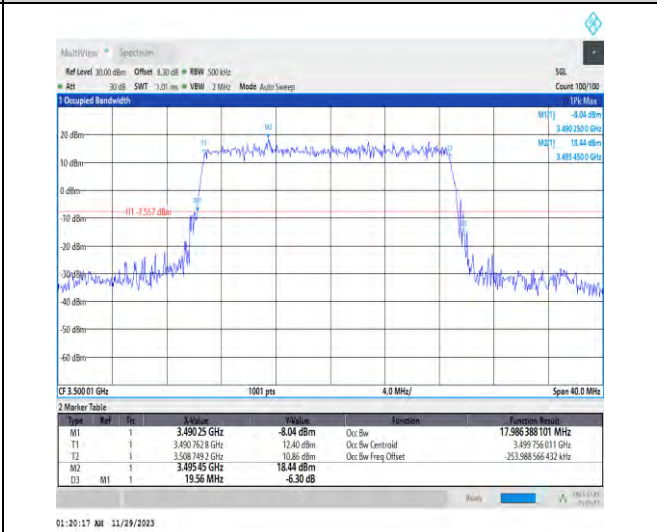 MultiView Spectrum
Ref Level 30.00 dBm Offset 8.30 dB RBW 500 kHz SGL
Att 30 dB SWT 1.01 ms VBW 2 MHz Mode Auto Sweep Count 100/100
1 Occupied Bandwidth 1Pk Max
M1[1] -8.04 dBm
3.490 250 0 GHz
M2[1] 18.44 dBm
3.495 450 0 GHz
20 dBm
10 dBm
0 dBm
-10 dBm
H1 -7.557 dBm
-20 dBm
-30 dBm
-40 dBm
-50 dBm
-60 dBm
M2
T1
M1
CF 3.500 01 GHz 1001 pts 4.0 MHz/ Span 40.0 MHz
2 Marker Table
Type Ref Trc X-Value Y-Value Function Function Result
M1 1 3.490 25 GHz -8.04 dBm Occ Bw 17.986 388 101 MHz
T1 1 3.490 762 8 GHz 12.40 dBm Occ Bw Centroid 3.499 756 011 GHz
T2 1 3.508 749 2 GHz 10.86 dBm Occ Bw Freq Offset -253.988 566 432 kHz
M2 1 3.495 45 GHz 18.44 dBm
D3 M1 1 19.56 MHz -6.30 dB
Ready
01:20:17 AM 11/29/2023